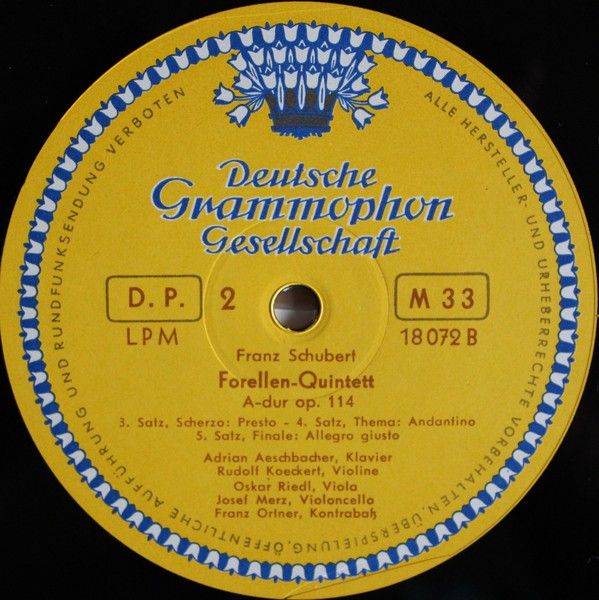 ALLE HERSTELLER- UND URHEBERRECHTE VORBEHALTEN. ÜBERSPIELUNG, ÖFFENTLICHE AUFFÜHRUNG UND RUNDFUNKSENDUNG VERBOTEN
Deutsche
Grammophon
Gesellschaft
D. P. 2 M 33
LPM 18072 B
Franz Schubert
Forellen-Quintett
A-dur op. 114
3. Satz, Scherzo: Presto - 4. Satz, Thema: Andantino
5. Satz, Finale: Allegro giusto
Adrian Aeschbacher, Klavier
Rudolf Koeckert, Violine
Oskar Riedl, Viola
Josef Merz, Violoncello
Franz Ortner, Kontrabaß